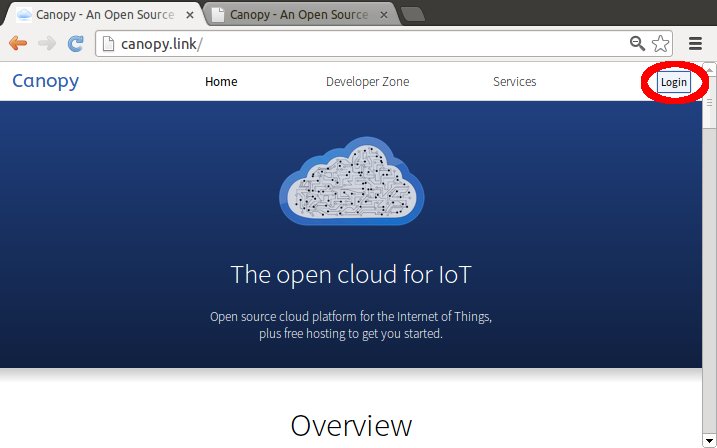 Canopy - An Open Source
Canopy - An Open Source
canopy.link/
Canopy
Home
Developer Zone
Services
Login
The open cloud for IoT
Open source cloud platform for the Internet of Things,
plus free hosting to get you started.
Overview